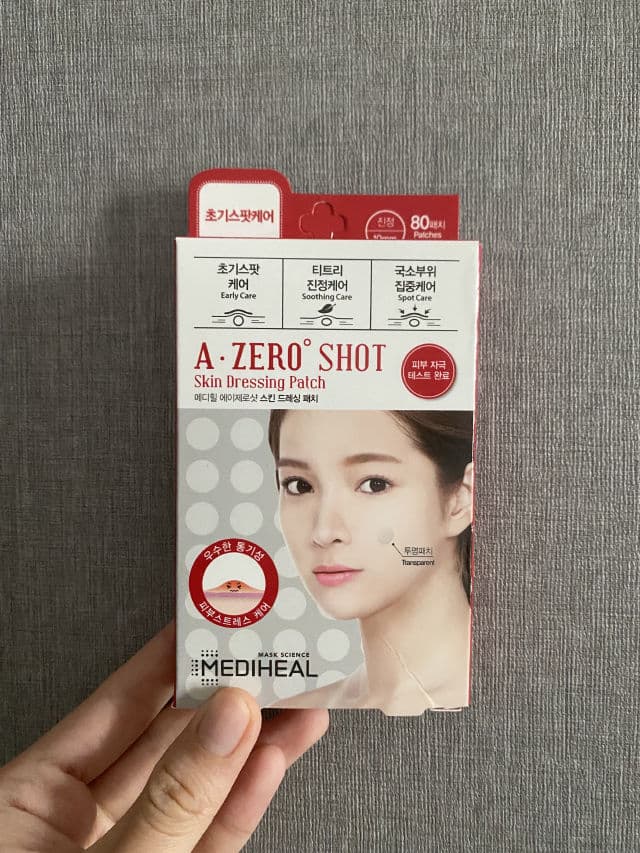 초기스팟케어
진정
80패치
Patches
초기스팟
케어
Early Care
티트리
진정케어
Soothing Care
국소부위
집중케어
Spot Care
A·ZERO° SHOT
Skin Dressing Patch
메디힐 에이제로샷 스킨 드레싱 패치
피부 자극
테스트 완료
투명패치
Transparent
우수한 통기성
피부스트레스 케어
MASK SCIENCE
MEDIHEAL